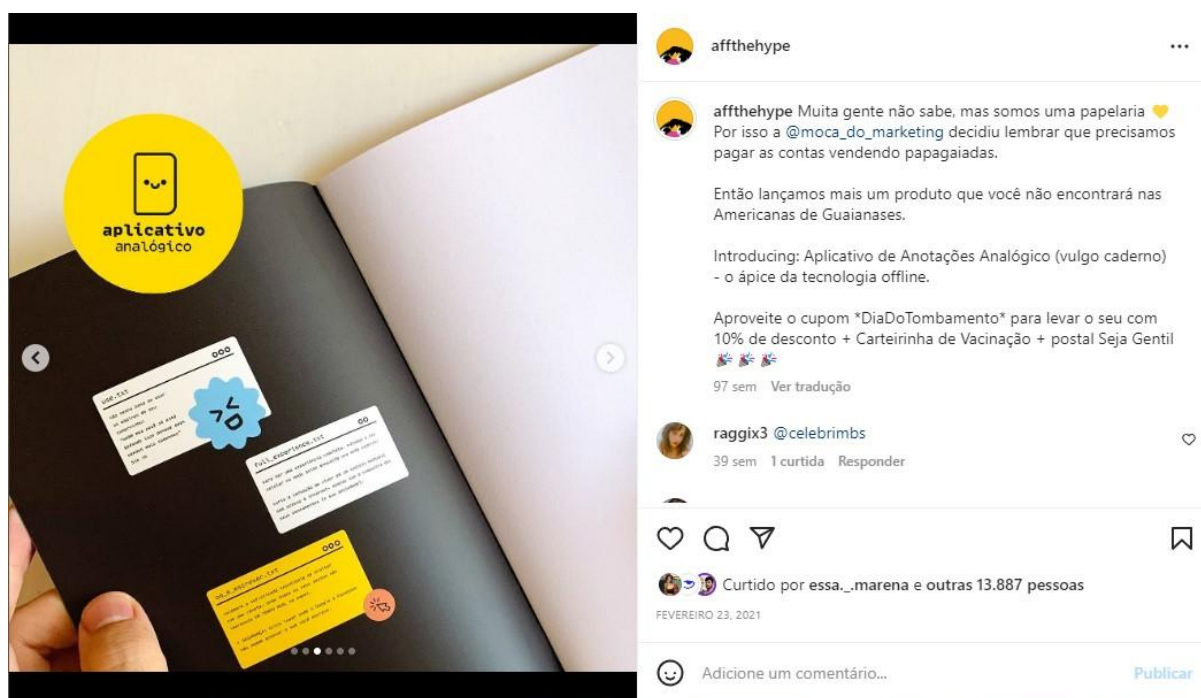 aplicativo
analógico
use.txt
full_experience.txt
affthehype
affthehype Muita gente não sabe, mas somos uma papelaria 💛
Por isso a @moca_do_marketing decidiu lembrar que precisamos
pagar as contas vendendo papagaiadas.
Então lançamos mais um produto que você não encontrará nas
Americanas de Guaianases.
Introducing: Aplicativo de Anotações Analógico (vulgo caderno)
- o ápice da tecnologia offline.
Aproveite o cupom *DiaDoTombamento* para levar o seu com
10% de desconto + Carteirinha de Vacinação + postal Seja Gentil
🎉 🎉 🎉
97 sem Ver tradução
raggix3 @celebrimbs
39 sem 1 curtida Responder
Curtido por essa._.marena e outras 13.887 pessoas
FEVEREIRO 23, 2021
Adicione um comentário... Publicar